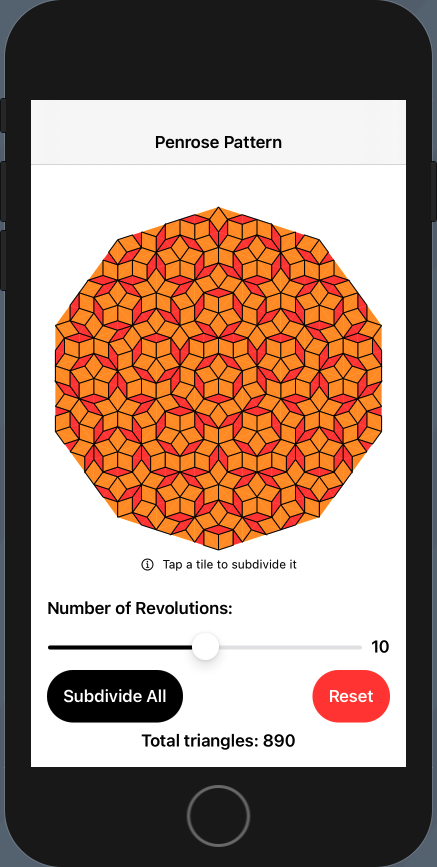 Penrose Pattern
Tap a tile to subdivide it
Number of Revolutions:
10
Subdivide All
Reset
Total triangles: 890